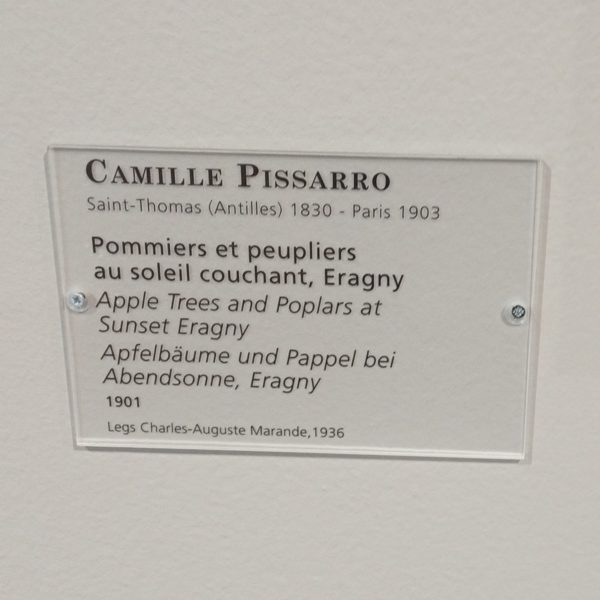 CAMILLE PISSARRO
Saint-Thomas (Antilles) 1830 - Paris 1903
Pommiers et peupliers
au soleil couchant, Eragny
Apple Trees and Poplars at
Sunset Eragny
Apfelbäume und Pappel bei
Abendsonne, Eragny
1901
Legs Charles-Auguste Marande,1936